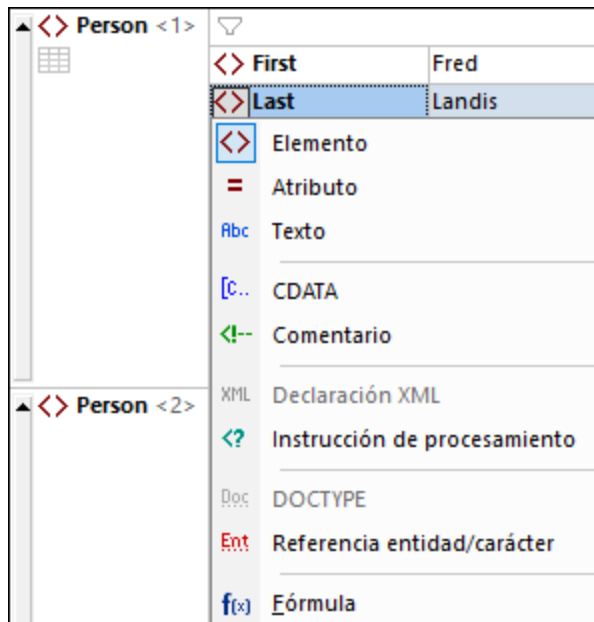 Person <1>
<> First Fred
<> Last Landis
<> Elemento
= Atributo
Abc Texto
[c.. CDATA
<!-- Comentario
XML Declaración XML
Person <2>
<? Instrucción de procesamiento
Doc DOCTYPE
Ent Referencia entidad/carácter
f(x) Fórmula